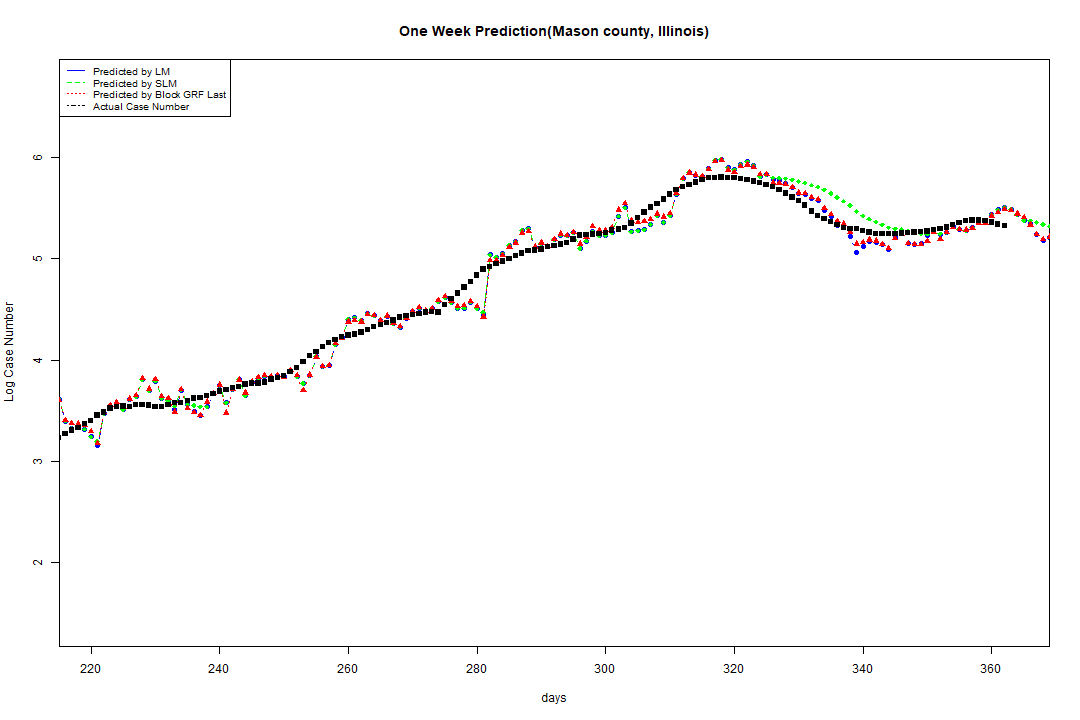 One Week Prediction(Mason county, Illinois)
Predicted by LM
Predicted by SLM
Predicted by Block GRF Last
Actual Case Number
6
5
4
3
2
Log Case Number
220 240 260 280 300 320 340 360
days